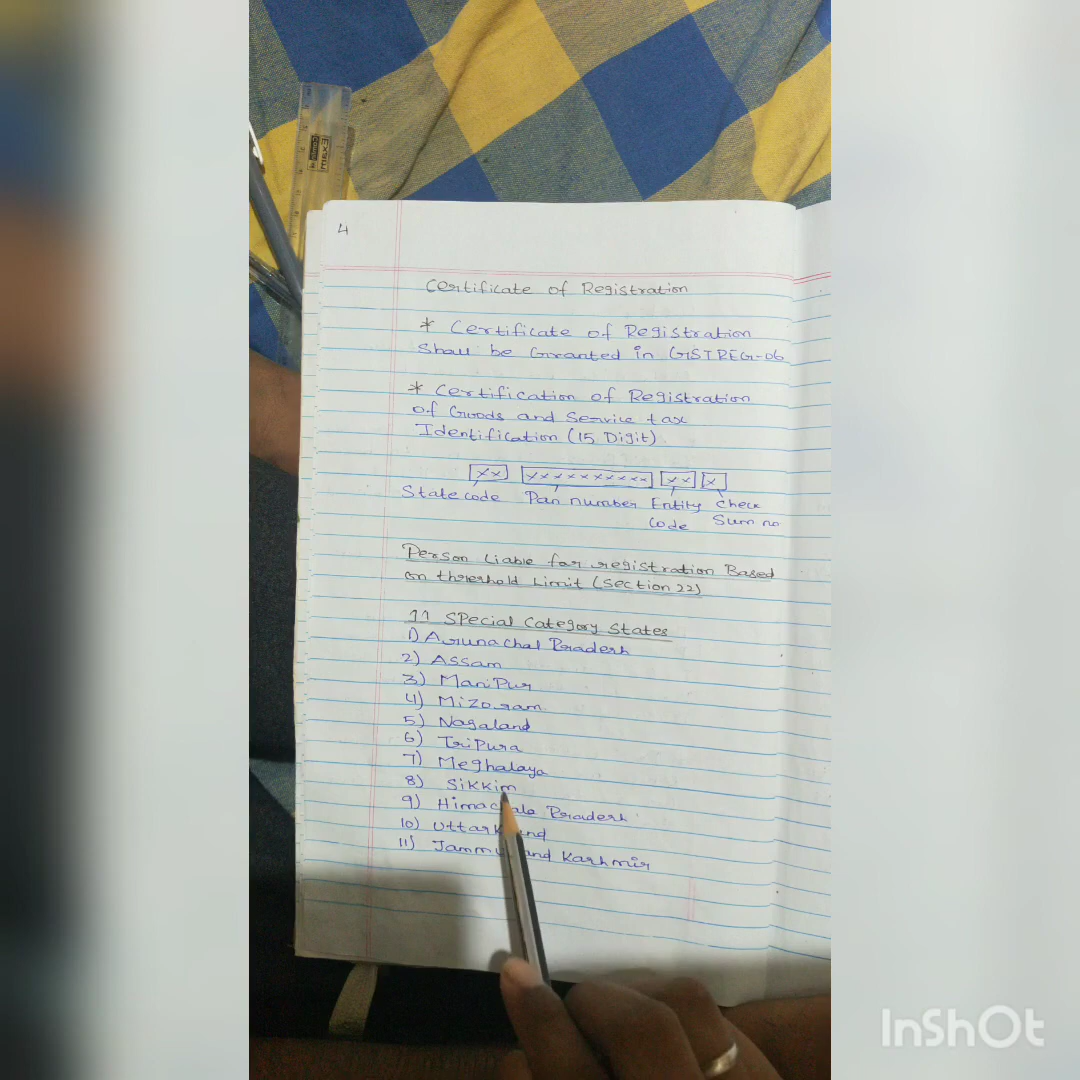 4
Certificate of Registration
* Certificate of Registration
Shall be Granted in GSTREG-06
* Certification of Registration
of Goods and Service tax
Identification (15 Digit)
xx xxxxxxxxxx xx x
State code Pan number Entity check
code Sum no
Person Liable for registration Based
on threshold Limit (section 22)
11 Special Category States
1) Arunachal Pradesh
2) Assam
3) Manipur
4) Mizoram
5) Nagaland
6) Tripura
7) Meghalaya
8) Sikkim
9) Pradesh
10)
11) and Kashmir
Exam
InShOt